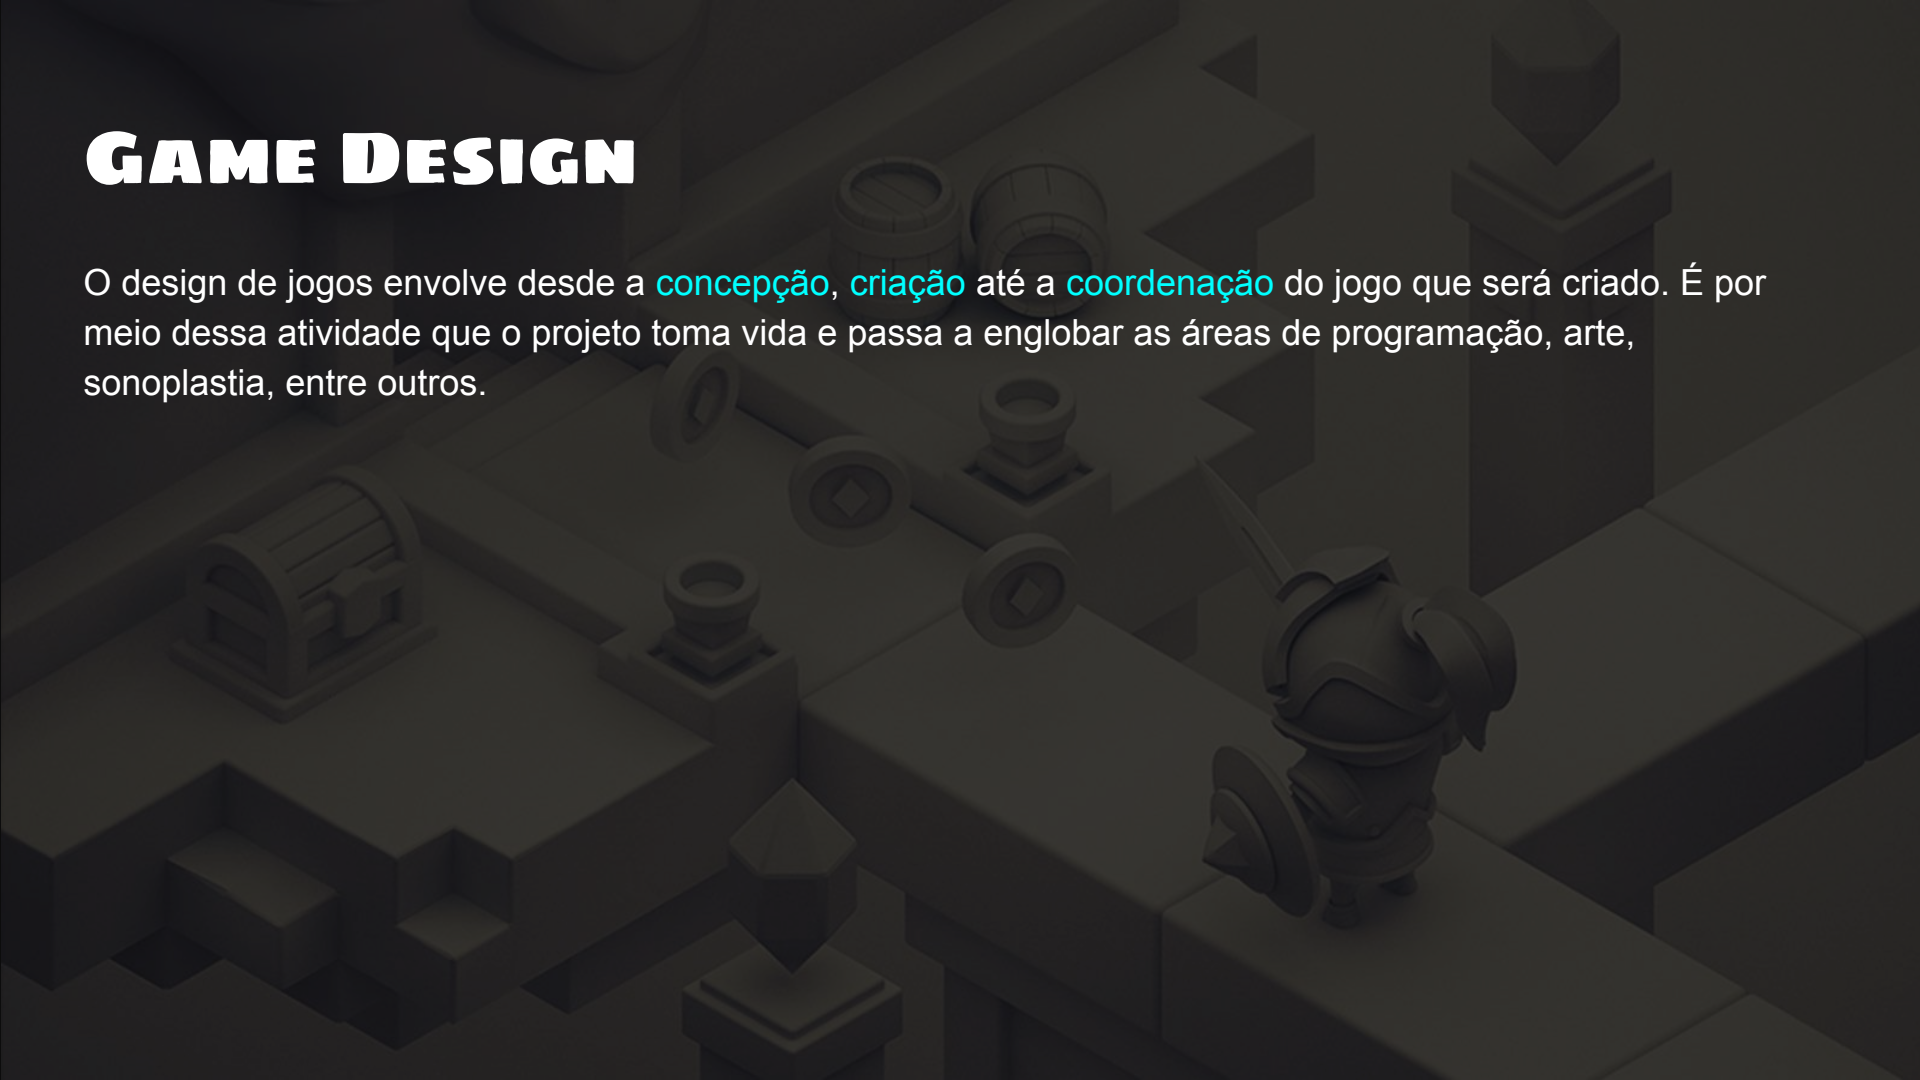 Game Design
O design de jogos envolve desde a concepção, criação até a coordenação do jogo que será criado. É por
meio dessa atividade que o projeto toma vida e passa a englobar as áreas de programação, arte,
sonoplastia, entre outros.